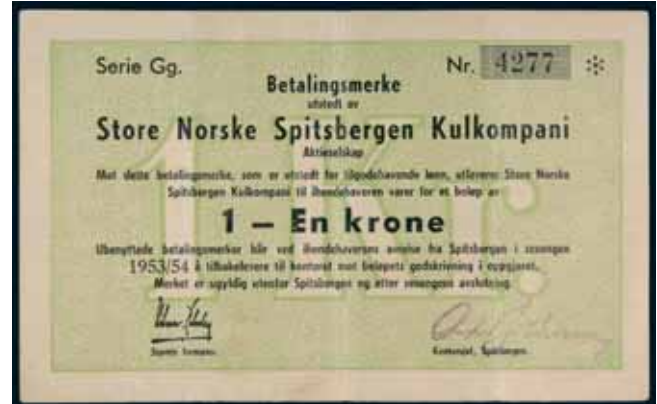 Serie Gg.
Nr. 4277
Betalingsmerke
utstedt av
Store Norske Spitsbergen Kulkompani
Aktieselskap
Mot dette betalingsmerke, som er utstedt for tilgodehavende lønn, utleverer Store Norske
Spitsbergen Kulkompani til ihendehaveren varer for et beløp av
1 — En krone
Ubenyttede betalingsmerker blir ved ihendehaverens avreise fra Spitsbergen i sesongen
1953/54 å tilbakelevere til kontoret mot beløpets godskrivning i oppgjøret.
Merket er ugyldig utenfor Spitsbergen og etter sesongens avslutning.
1 Kr.
Kontoret, Spitsbergen.